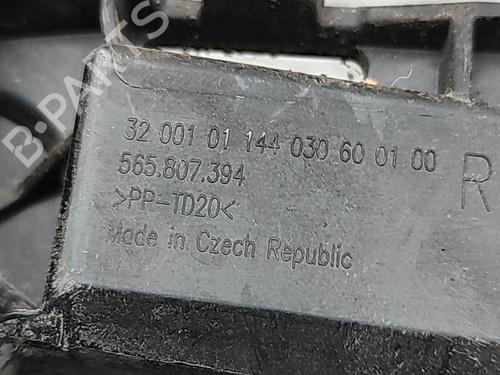 32 001 01 144 030 60 01 00
565.807.394
>PP-TD20<
Made in Czech Republic
R
B-PARTS